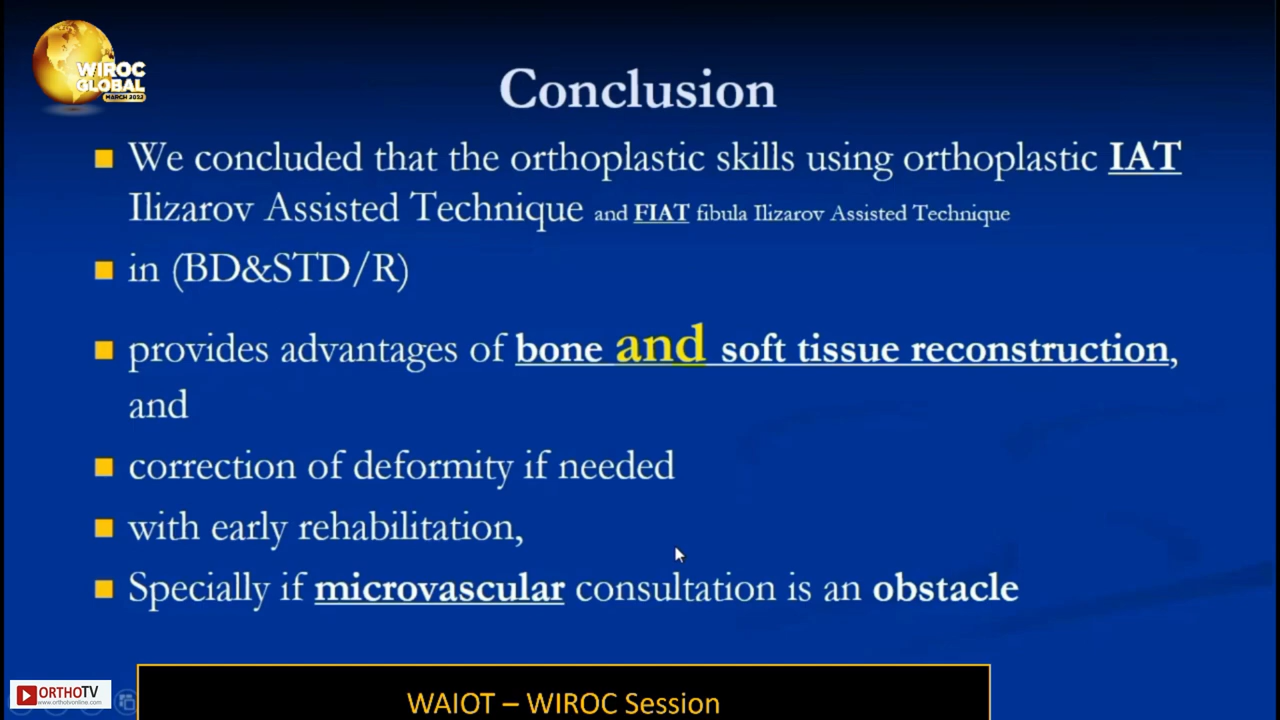 WIROC
GLOBAL
MARCH 2022
Conclusion
We concluded that the orthoplastic skills using orthoplastic IAT
Ilizarov Assisted Technique and FIAT fibula Ilizarov Assisted Technique
in (BD&STD/R)
provides advantages of bone and soft tissue reconstruction,
and
correction of deformity if needed
with early rehabilitation,
Specially if microvascular consultation is an obstacle
ORTHOTV
www.orthotvonline.com
WAIOT – WIROC Session